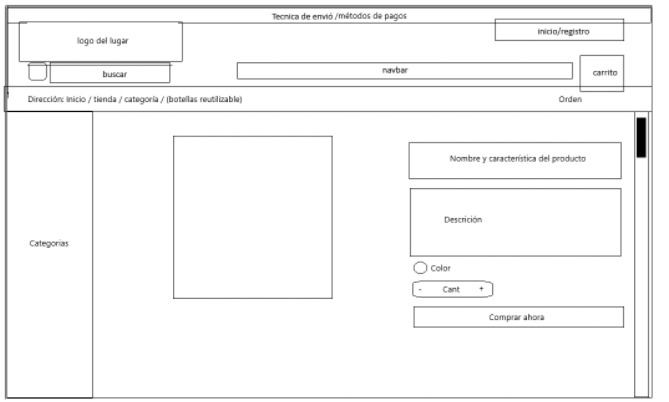 Tecnica de envió /métodos de pagos
inicio/registro
logo del lugar
buscar
navbar
carrito
Dirección: Inicio / tienda / categoría / (botellas reutilizable)
Orden
Nombre y característica del producto
Descrición
Categorias
Color
- Cant +
Comprar ahora